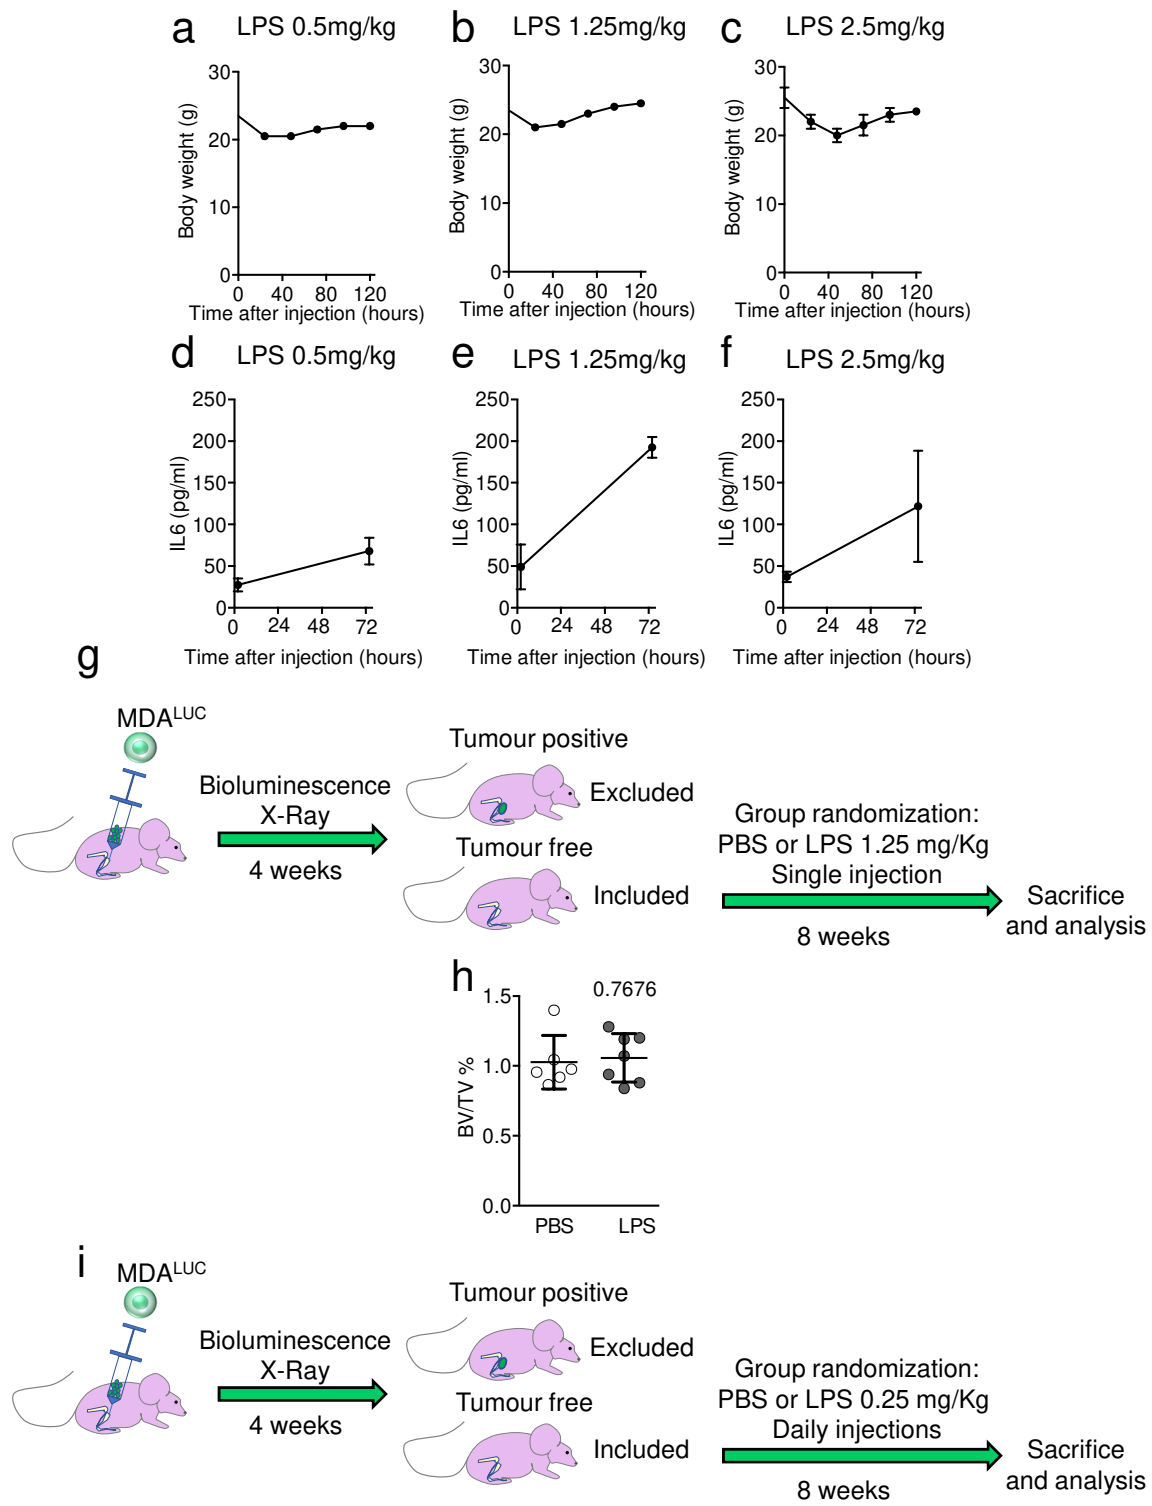 a
LPS 0.5mg/kg
b
LPS 1.25mg/kg
c
LPS 2.5mg/kg
Body weight (g)
30
20
10
0
0 40 80 120
Time after injection (hours)
Body weight (g)
30
20
10
0
0 40 80 120
Time after injection (hours)
Body weight (g)
30
20
10
0
0 40 80 120
Time after injection (hours)
d
LPS 0.5mg/kg
e
LPS 1.25mg/kg
f
LPS 2.5mg/kg
IL6 (pg/ml)
250
200
150
100
50
0
0 24 48 72
Time after injection (hours)
IL6 (pg/ml)
250
200
150
100
50
0
0 24 48 72
Time after injection (hours)
IL6 (pg/ml)
250
200
150
100
50
0
0 24 48 72
Time after injection (hours)
g
MDALUC
Bioluminescence
X-Ray
4 weeks
Tumour positive
Excluded
Tumour free
Included
Group randomization:
PBS or LPS 1.25 mg/Kg
Single injection
8 weeks
Sacrifice
and analysis
h
0.7676
BV/TV %
1.5
1.0
0.5
0.0
PBS LPS
i
MDALUC
Bioluminescence
X-Ray
4 weeks
Tumour positive
Excluded
Tumour free
Included
Group randomization:
PBS or LPS 0.25 mg/Kg
Daily injections
8 weeks
Sacrifice
and analysis